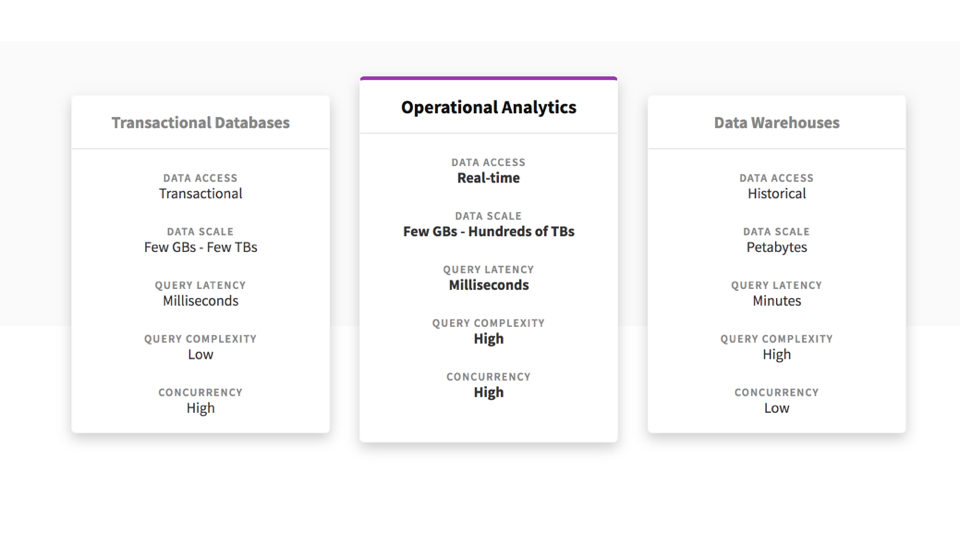 Transactional Databases
DATA ACCESS
Transactional
DATA SCALE
Few GBs - Few TBs
QUERY LATENCY
Milliseconds
QUERY COMPLEXITY
Low
CONCURRENCY
High
Operational Analytics
DATA ACCESS
Real-time
DATA SCALE
Few GBs - Hundreds of TBs
QUERY LATENCY
Milliseconds
QUERY COMPLEXITY
High
CONCURRENCY
High
Data Warehouses
DATA ACCESS
Historical
DATA SCALE
Petabytes
QUERY LATENCY
Minutes
QUERY COMPLEXITY
High
CONCURRENCY
Low